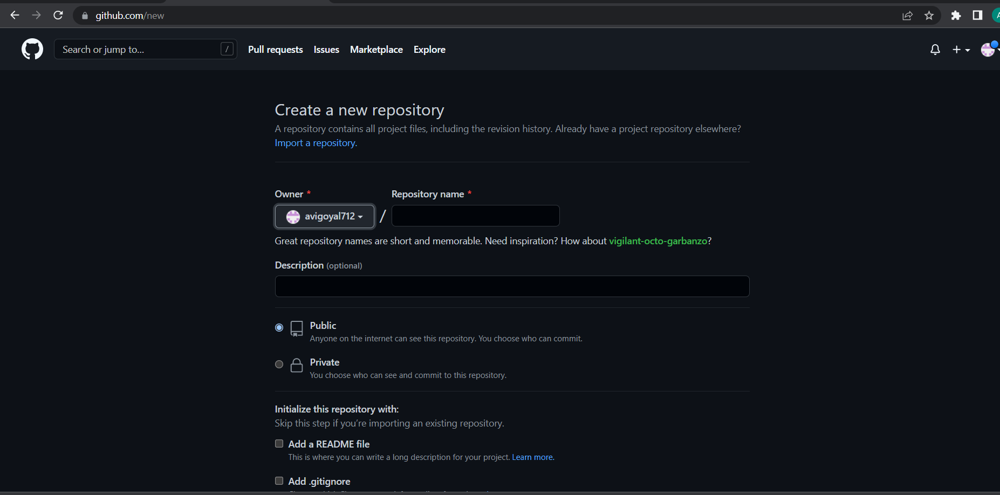 github.com/new
Search or jump to... /
Pull requests Issues Marketplace Explore
Create a new repository
A repository contains all project files, including the revision history. Already have a project repository elsewhere?
Import a repository.
Owner * Repository name *
avigoyal712 /
Great repository names are short and memorable. Need inspiration? How about vigilant-octo-garbanzo?
Description (optional)
Public
Anyone on the internet can see this repository. You choose who can commit.
Private
You choose who can see and commit to this repository.
Initialize this repository with:
Skip this step if you’re importing an existing repository.
Add a README file
This is where you can write a long description for your project. Learn more.
Add .gitignore